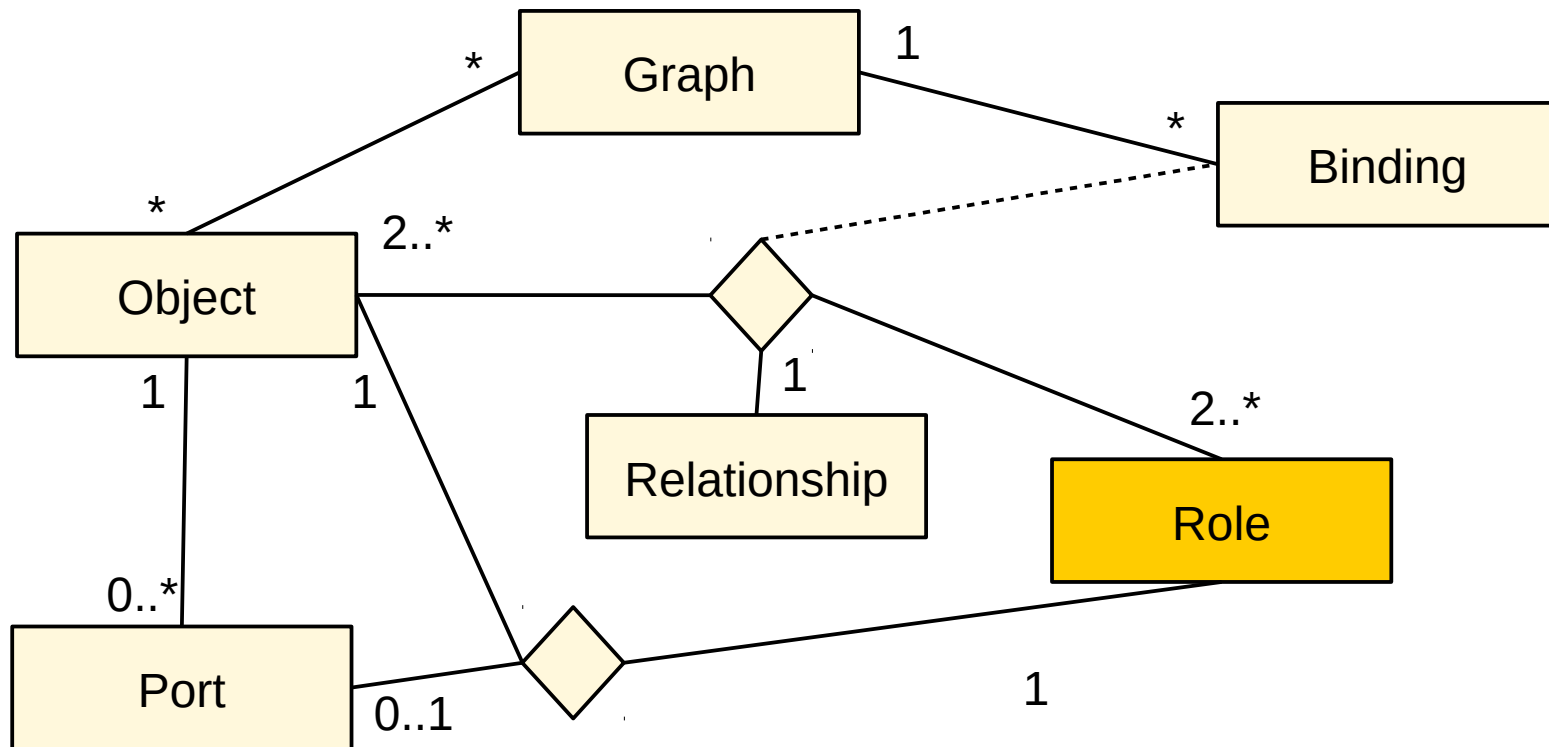 1
*
Graph
*
Binding
*
2..*
Object
1
1
1
2..*
Relationship
Role
0..*
Port
1
0..1